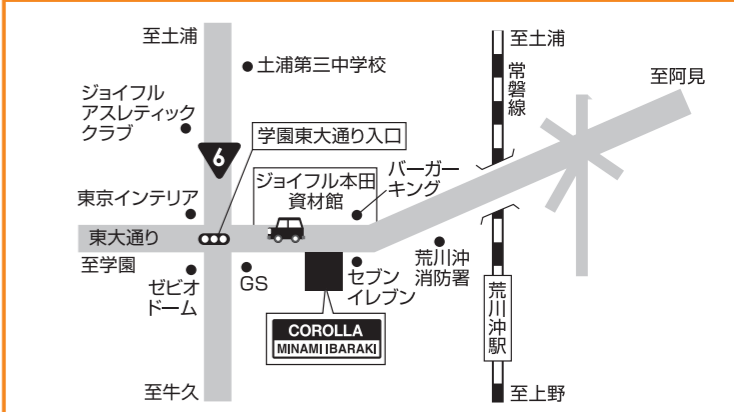 至土浦
土浦第三中学校
ジョイフル
アスレティック
クラブ
6
学園東大通り入口
至土浦
常磐線
至阿見
東京インテリア
ジョイフル本田
資材館
バーガー
キング
東大通り
至学園
ゼビオ
ドーム
GS
セブン
イレブン
荒川沖
消防署
荒川沖駅
COROLLA
MINAMI IBARAKI
至牛久
至上野